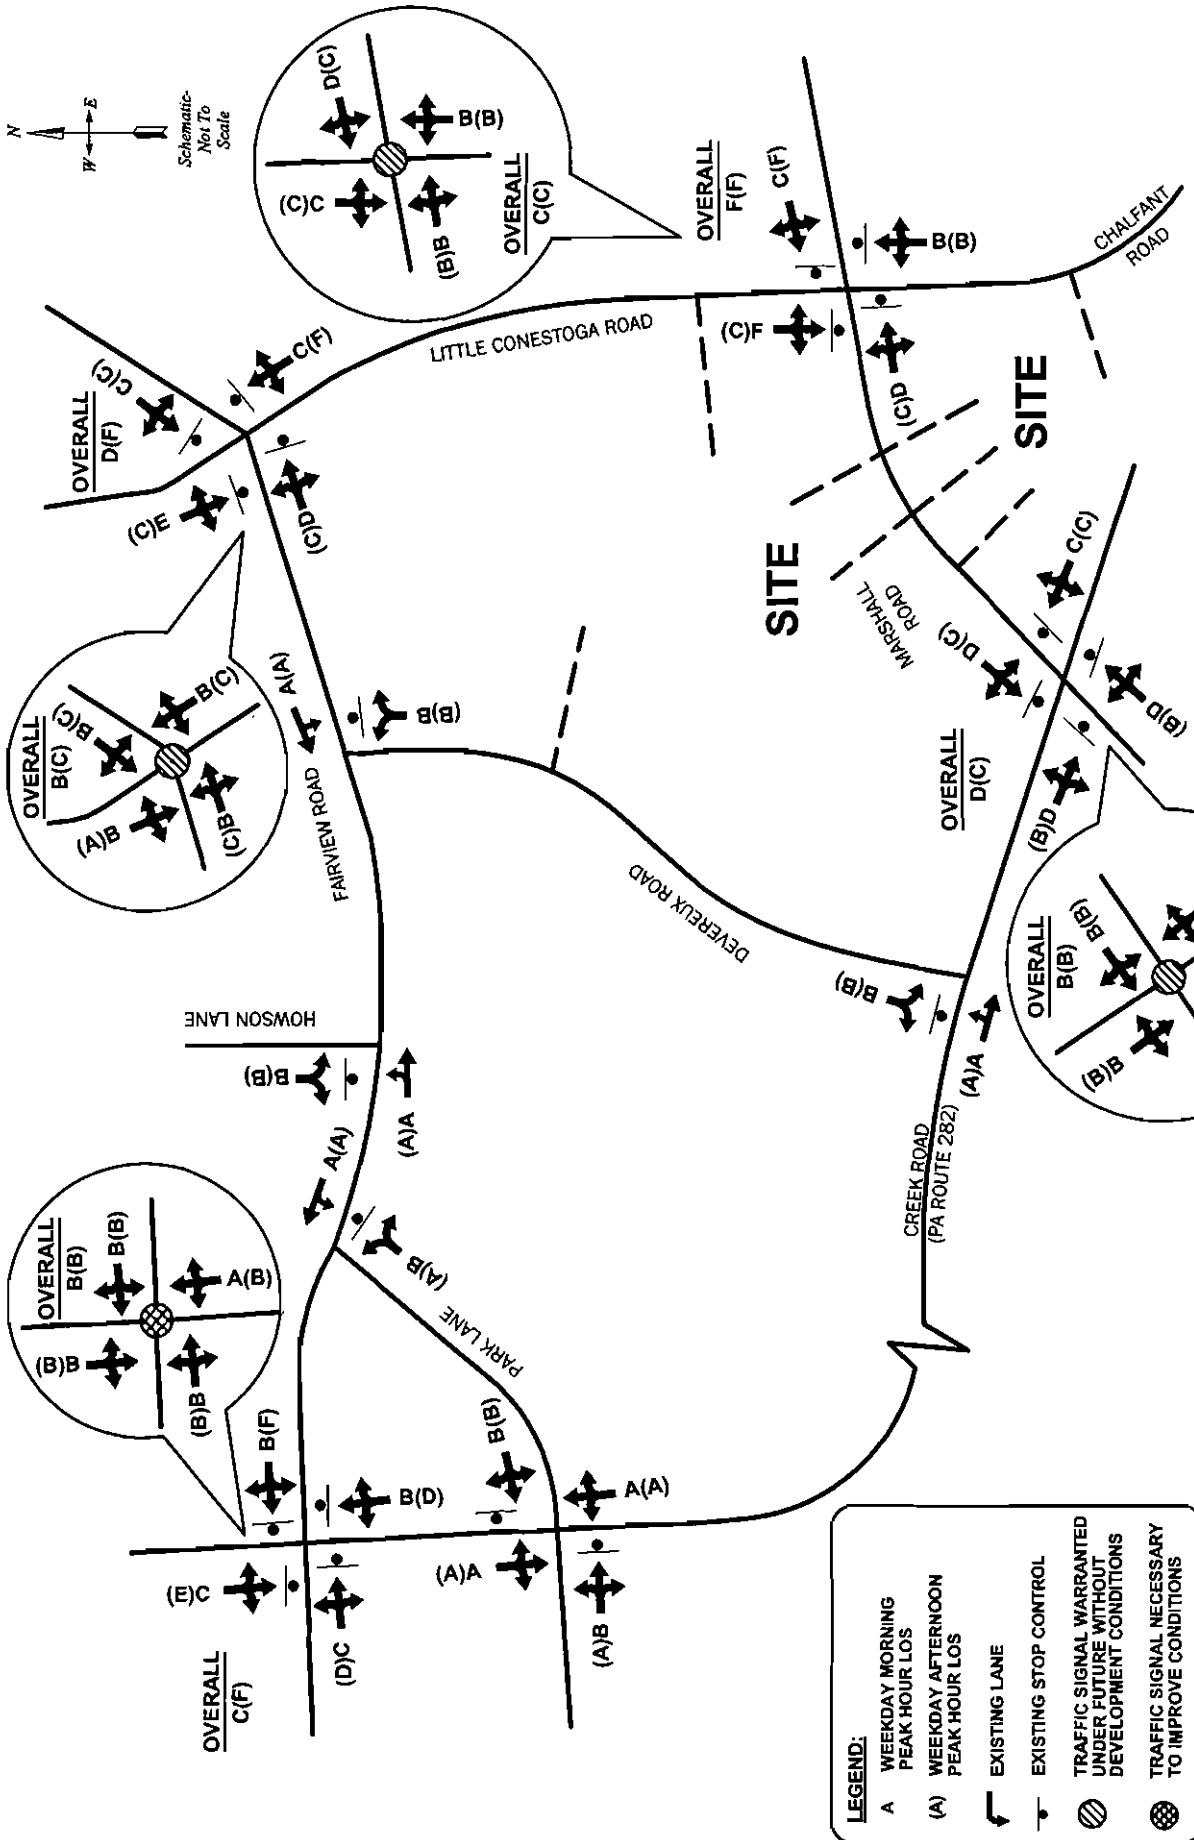 N
W
E
Schematic-
Not To
Scale
OVERALL
B(B)
(B)B
B(B)
(B)B
A(B)
OVERALL
B(C)
(A)B
B(C)
B(C)
(C)B
OVERALL
C(C)
(C)C
D(C)
(B)B
B(B)
OVERALL
D(F)
(C)E
C(C)
(C)D
C(F)
OVERALL
C(F)
(E)C
B(F)
(D)C
B(D)
HOWSON LANE
B(B)
(A)A
A(A)
(A)B
PARK LANE
FAIRVIEW ROAD
A(A)
(B)B
LITTLE CONESTOGA ROAD
OVERALL
F(F)
(C)F
C(F)
(C)D
B(B)
CHALFANT
ROAD
(A)A
B(B)
(A)B
A(A)
DEVEREUX ROAD
SITE
SITE
MARSHALL
ROAD
B(B)
(A)A
CREEK ROAD
(PA ROUTE 282)
OVERALL
D(C)
D(C)
C(C)
(B)D
(B)D
OVERALL
B(B)
(B)B
B(B)
LEGEND:
A WEEKDAY MORNING
PEAK HOUR LOS
(A) WEEKDAY AFTERNOON
PEAK HOUR LOS
EXISTING LANE
EXISTING STOP CONTROL
TRAFFIC SIGNAL WARRANTED
UNDER FUTURE WITHOUT
DEVELOPMENT CONDITIONS
TRAFFIC SIGNAL NECESSARY
TO IMPROVE CONDITIONS